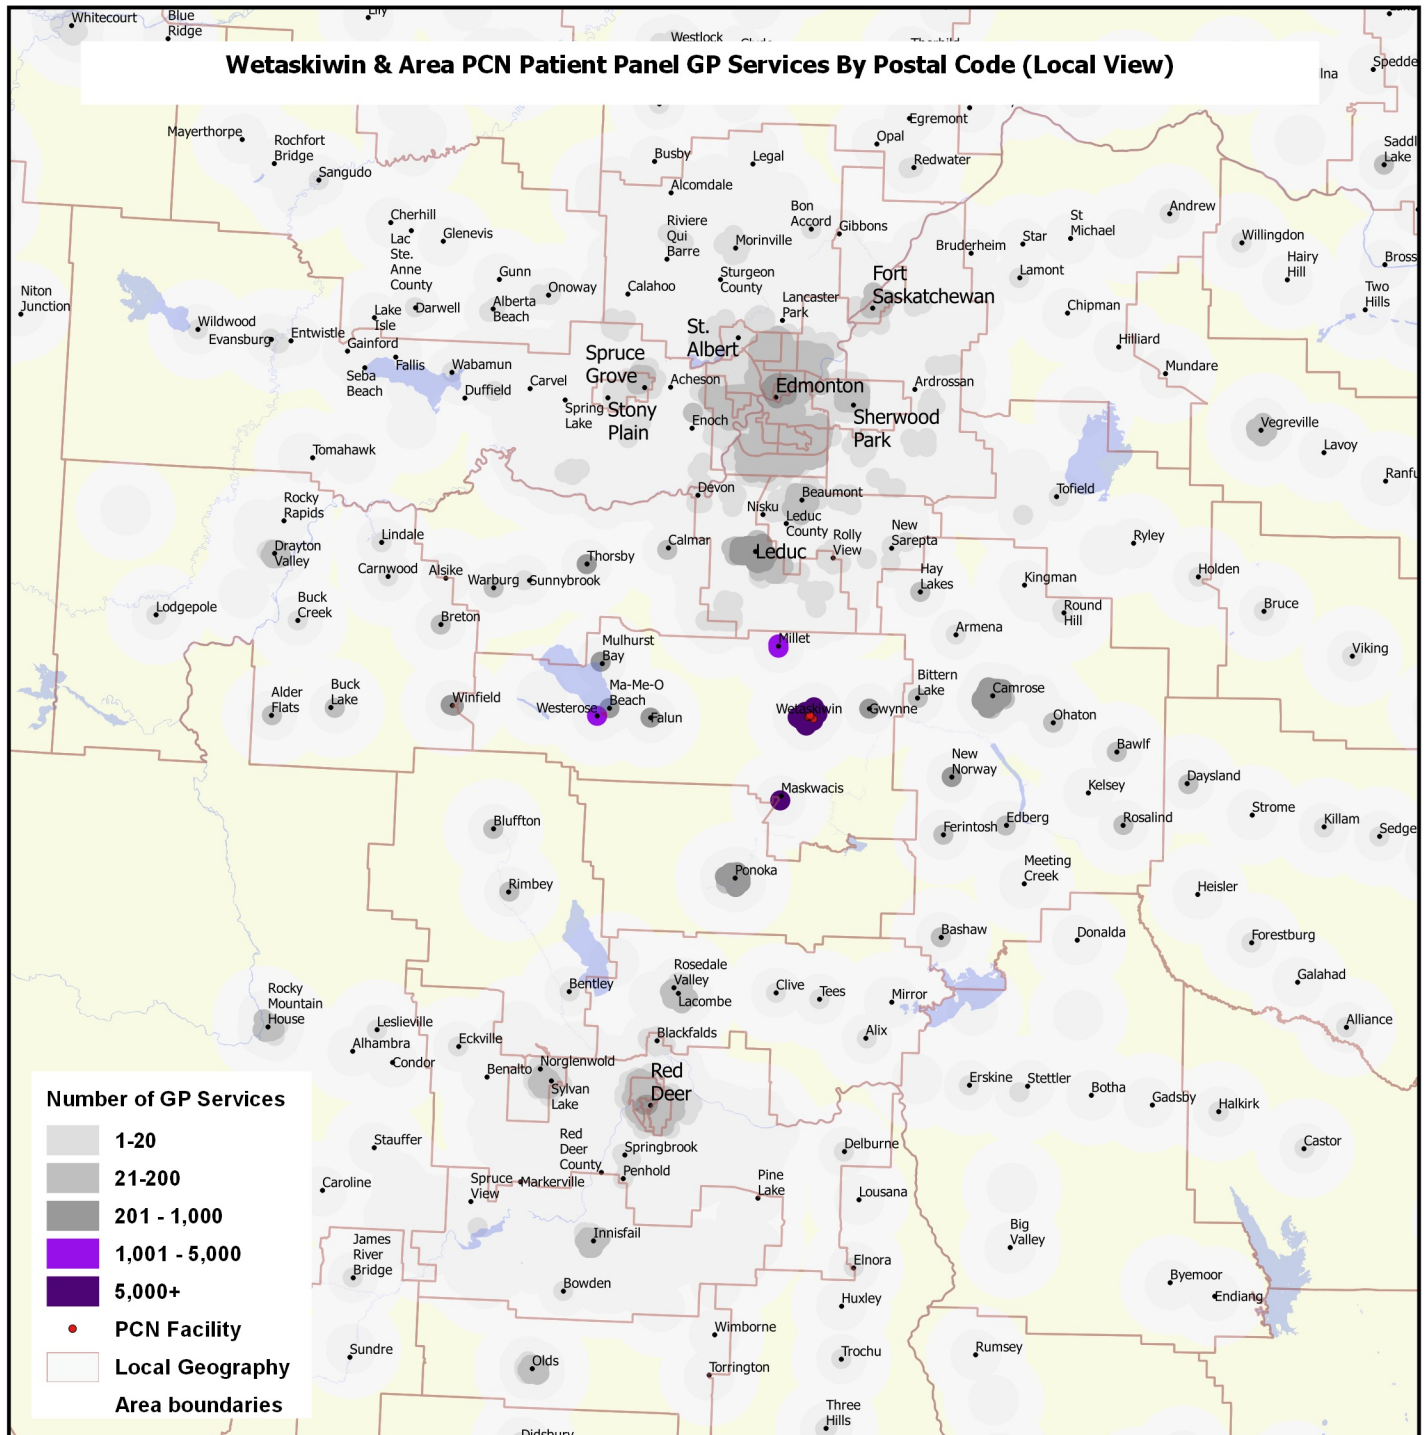 Whitecourt
Blue
Ridge
Lily
Westlock
Wetaskiwin & Area PCN Patient Panel GP Services By Postal Code (Local View)
Spedde
lna
Mayerthorpe
Rochfort
Bridge
Sangudo
Busby
Legal
Alcomdale
Egremont
Opal
Redwater
Saddl
Lake
Cherhill
Lac
Ste.
Anne
County
Glenevis
Gunn
Onoway
Alberta
Beach
Darwell
Lake
Isle
Riviere
Qui
Barre
Bon
Accord
Gibbons
Morinville
Sturgeon
County
Calahoo
Lancaster
Park
Fort
Saskatchewan
Bruderheim
Star
St
Michael
Andrew
Lamont
Willingdon
Hairy
Hill
Bross
Two
Hills
Chipman
Niton
Junction
Wildwood
Evansburg
Entwistle
Gainford
Fallis
Seba
Beach
Wabamun
Duffield
Carvel
Spring
Lake
Spruce
Grove
Stony
Plain
St.
Albert
Acheson
Enoch
Edmonton
Sherwood
Park
Ardrossan
Hilliard
Mundare
Vegreville
Lavoy
Ranfu
Tomahawk
Tofield
Devon
Beaumont
Nisku
Leduc
County
Rolly
View
New
Sarepta
Leduc
Calmar
Thorsby
Rocky
Rapids
Drayton
Valley
Lindale
Carnwood
Alsike
Warburg
Sunnybrook
Ryley
Holden
Hay
Lakes
Kingman
Round
Hill
Bruce
Lodgepole
Buck
Creek
Breton
Armena
Viking
Millet
Mulhurst
Bay
Ma-Me-O
Beach
Westerose
Falun
Wetaskiwin
Gwynne
Bittern
Lake
Camrose
Ohaton
Alder
Flats
Buck
Lake
Winfield
New
Norway
Bawlf
Kelsey
Daysland
Strome
Killam
Sedge
Maskwacis
Bluffton
Rimbey
Ponoka
Ferintosh
Edberg
Rosalind
Meeting
Creek
Heisler
Bashaw
Donalda
Forestburg
Galahad
Alliance
Rosedale
Valley
Lacombe
Bentley
Clive
Tees
Mirror
Alix
Rocky
Mountain
House
Leslieville
Alhambra
Condor
Eckville
Benalto
Norglenwold
Sylvan
Lake
Blackfalds
Red
Deer
Erskine
Stettler
Botha
Gadsby
Halkirk
Castor
Stauffer
Caroline
Red
Deer
County
Springbrook
Penhold
Spruce
View
Markerville
Pine
Lake
Delburne
Lousana
Innisfail
Bowden
James
River
Bridge
Big
Valley
Elnora
Huxley
Byemoor
Endiang
Sundre
Olds
Wimborne
Torrington
Trochu
Three
Hills
Rumsey
Didsbury
Number of GP Services
1-20
21-200
201 - 1,000
1,001 - 5,000
5,000+
PCN Facility
Local Geography
Area boundaries